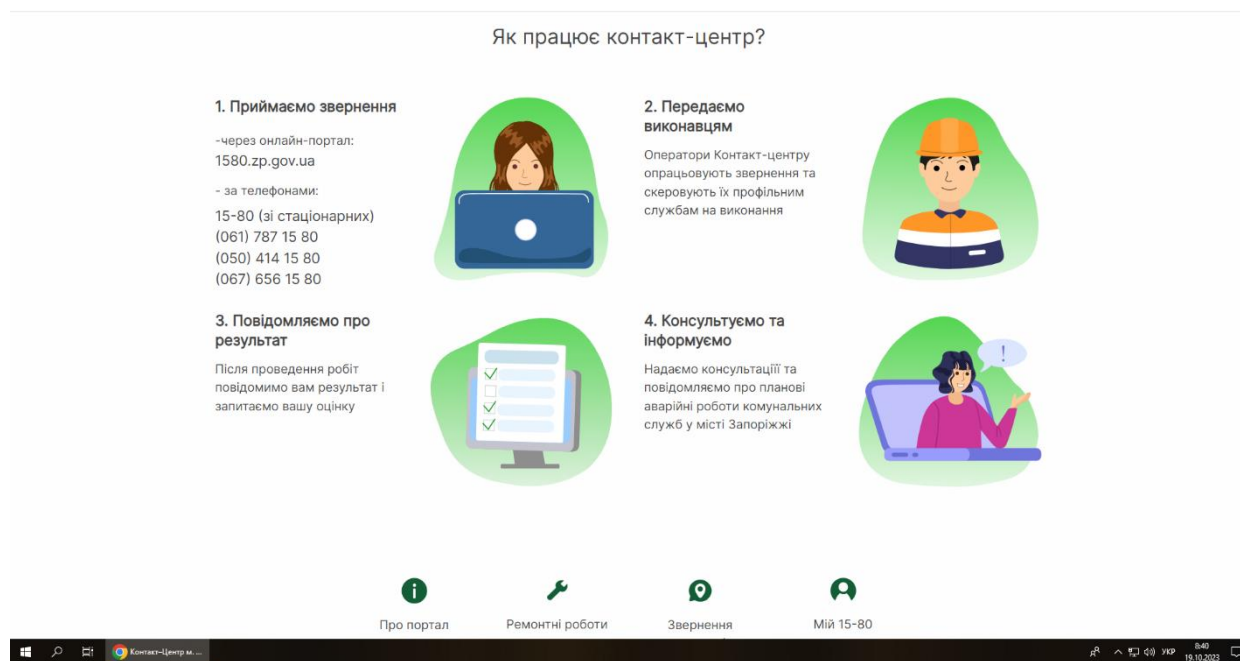 Як працює контакт-центр?
1. Приймаємо звернення
-через онлайн-портал:
1580.zp.gov.ua
- за телефонами:
15-80 (зі стаціонарних)
(061) 787 15 80
(050) 414 15 80
(067) 656 15 80
2. Передаємо
виконавцям
Оператори Контакт-центру
опрацьовують звернення та
скеровують їх профільним
службам на виконання
3. Повідомляємо про
результат
Після проведення робіт
повідомимо вам результат і
запитаємо вашу оцінку
4. Консультуємо та
інформуємо
Надаємо консультаціїї та
повідомляємо про планові
аварійні роботи комунальних
служб у місті Запоріжжі
!
Про портал
Ремонтні роботи
Звернення
Мій 15-80
Контакт-Центр м. ...
УКР
8:40
19.10.2023